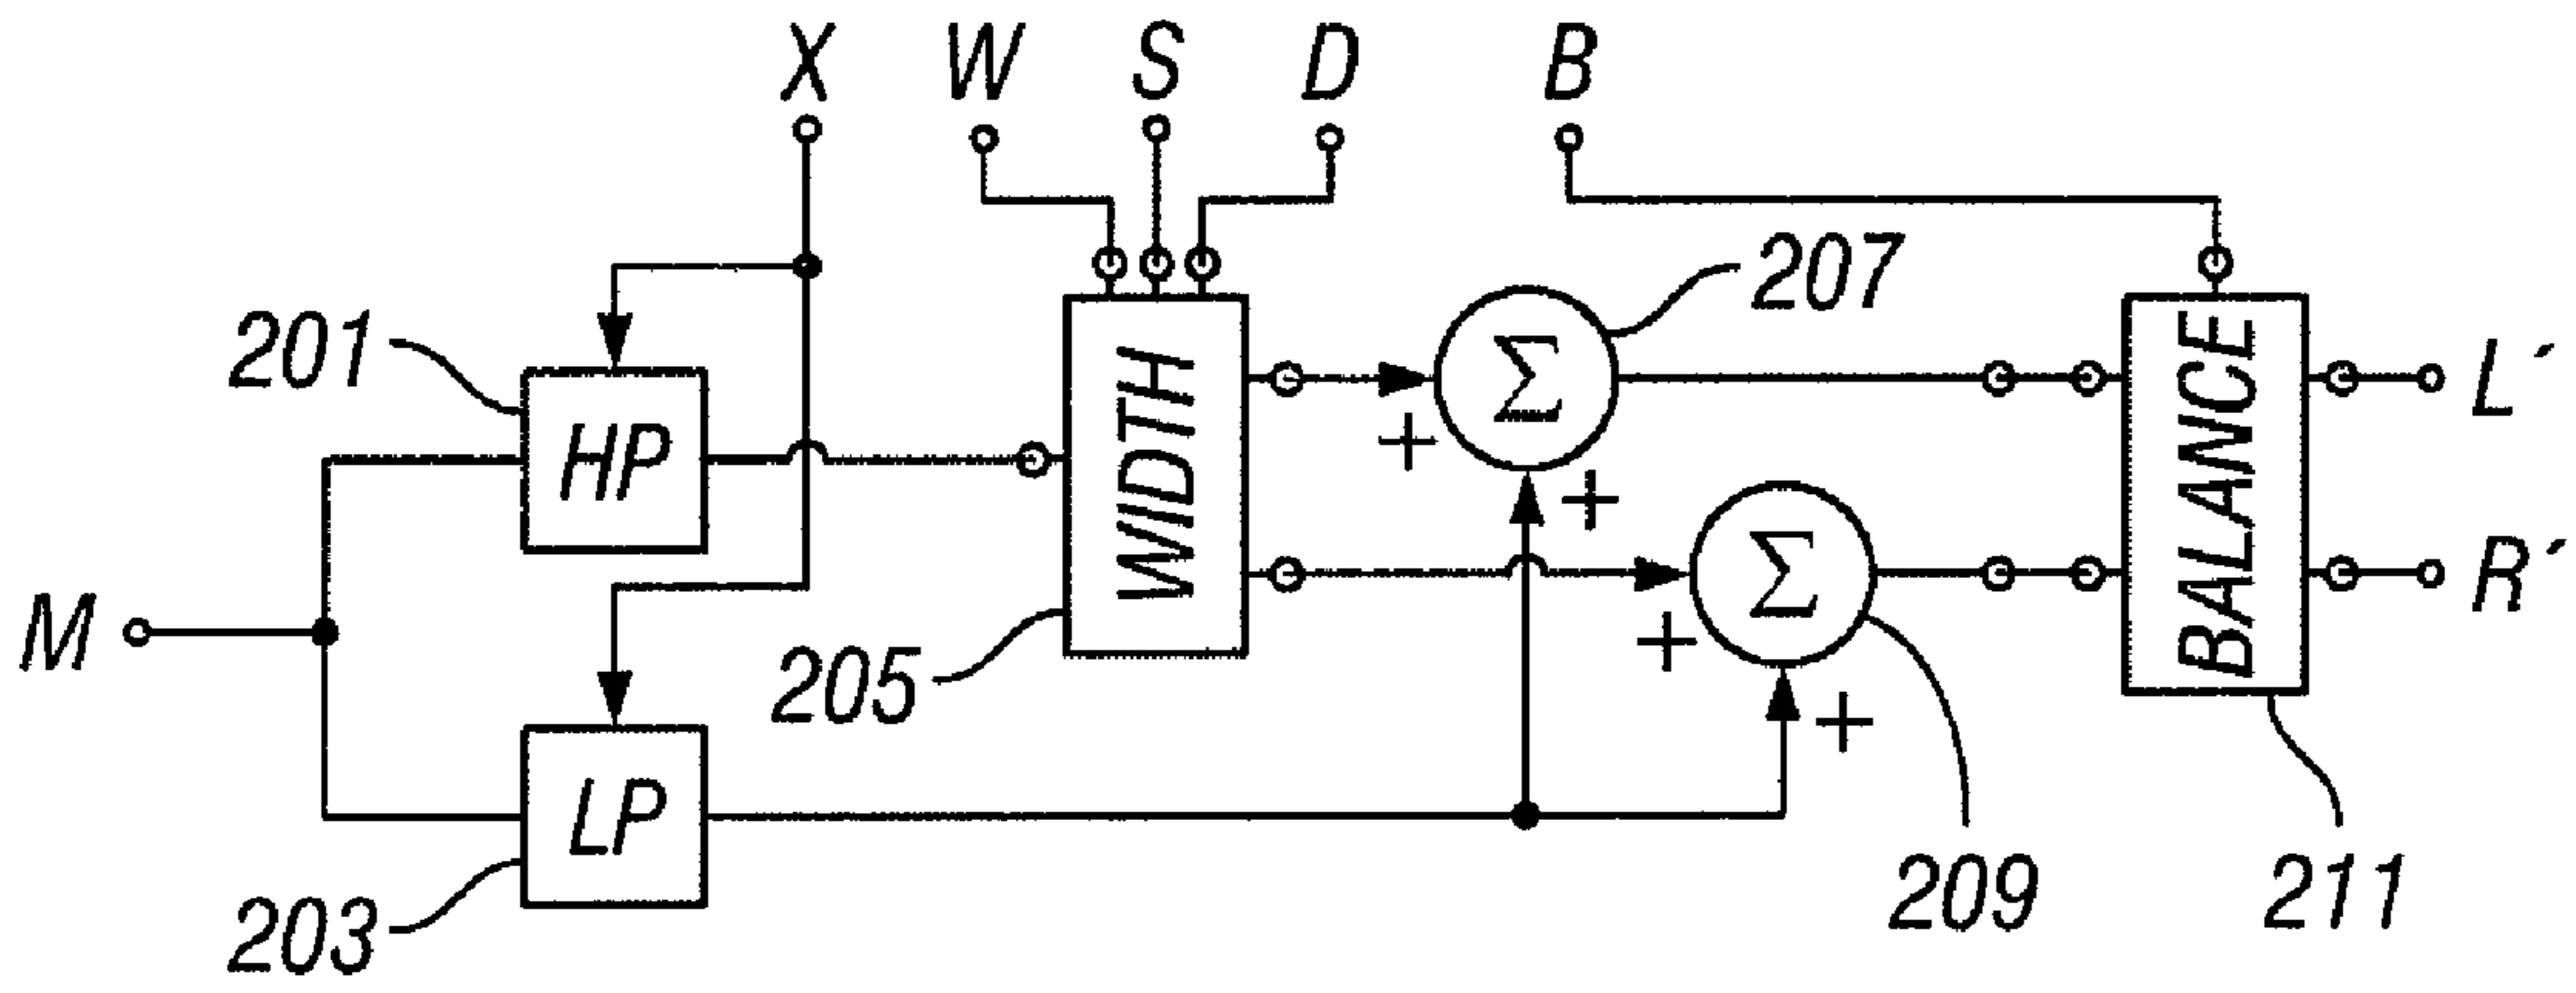 X W S D B
207
201
Σ
L´
HP
WIDTH
BALANCE
+
+
Σ
R´
M
+
205
+
LP
203
209
211